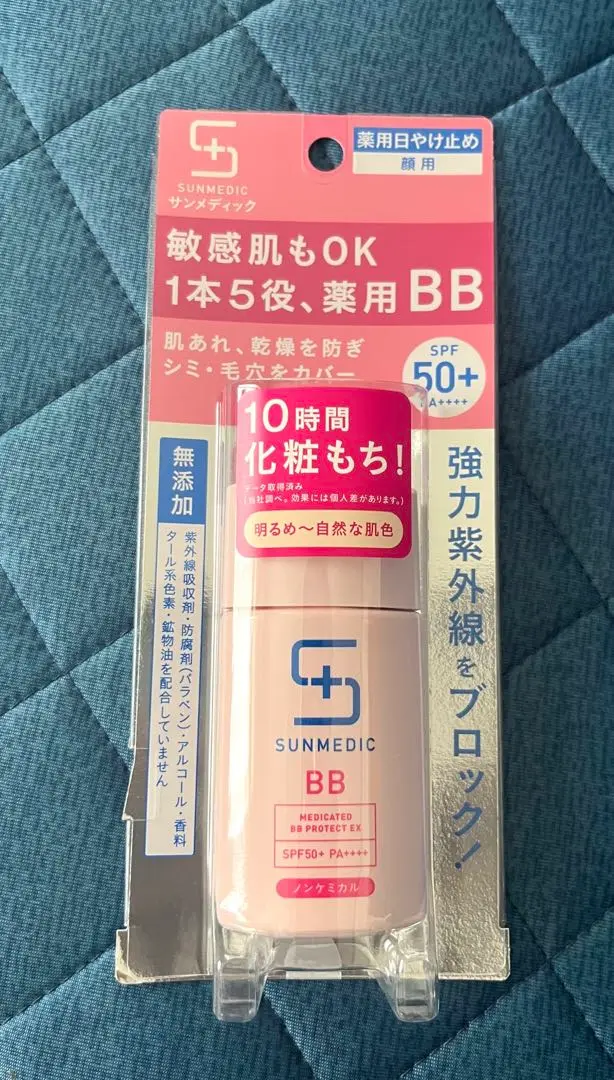 SUNMEDIC
サンメディック
薬用日やけ止め
顔用
敏感肌もOK
1本5役、薬用BB
肌あれ、乾燥を防ぎ
シミ・毛穴をカバー
SPF
50+
A++++
10時間
化粧もち!
データ取得済み
(当社調べ。効果には個人差があります。)
明るめ～自然な肌色
無添加
紫外線吸収剤・防腐剤(パラベン)・アルコール・香料
タール系色素・鉱物油を配合していません
強力紫外線をブロック!
SUNMEDIC
BB
MEDICATED
BB PROTECT EX
SPF50+ PA++++
ノンケミカル